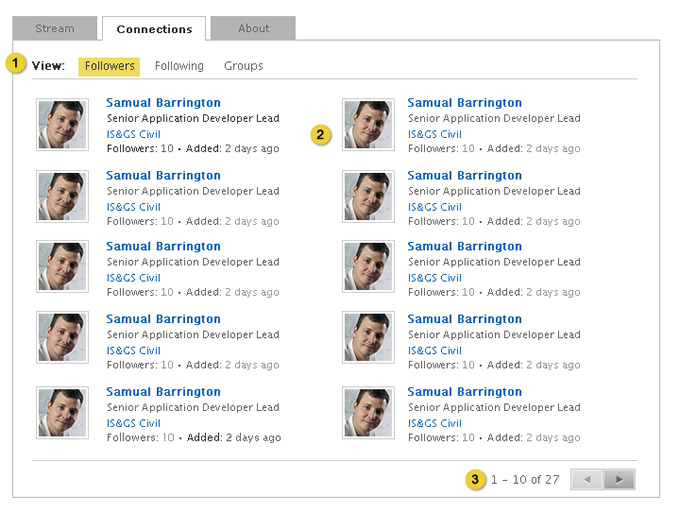 Stream Connections About
1 View: Followers Following Groups
Samual Barrington
Senior Application Developer Lead
IS&GS Civil
Followers: 10 • Added: 2 days ago
2
Samual Barrington
Senior Application Developer Lead
IS&GS Civil
Followers: 10 • Added: 2 days ago
Samual Barrington
Senior Application Developer Lead
IS&GS Civil
Followers: 10 • Added: 2 days ago
Samual Barrington
Senior Application Developer Lead
IS&GS Civil
Followers: 10 • Added: 2 days ago
Samual Barrington
Senior Application Developer Lead
IS&GS Civil
Followers: 10 • Added: 2 days ago
Samual Barrington
Senior Application Developer Lead
IS&GS Civil
Followers: 10 • Added: 2 days ago
Samual Barrington
Senior Application Developer Lead
IS&GS Civil
Followers: 10 • Added: 2 days ago
Samual Barrington
Senior Application Developer Lead
IS&GS Civil
Followers: 10 • Added: 2 days ago
Samual Barrington
Senior Application Developer Lead
IS&GS Civil
Followers: 10 • Added: 2 days ago
Samual Barrington
Senior Application Developer Lead
IS&GS Civil
Followers: 10 • Added: 2 days ago
3 1 – 10 of 27